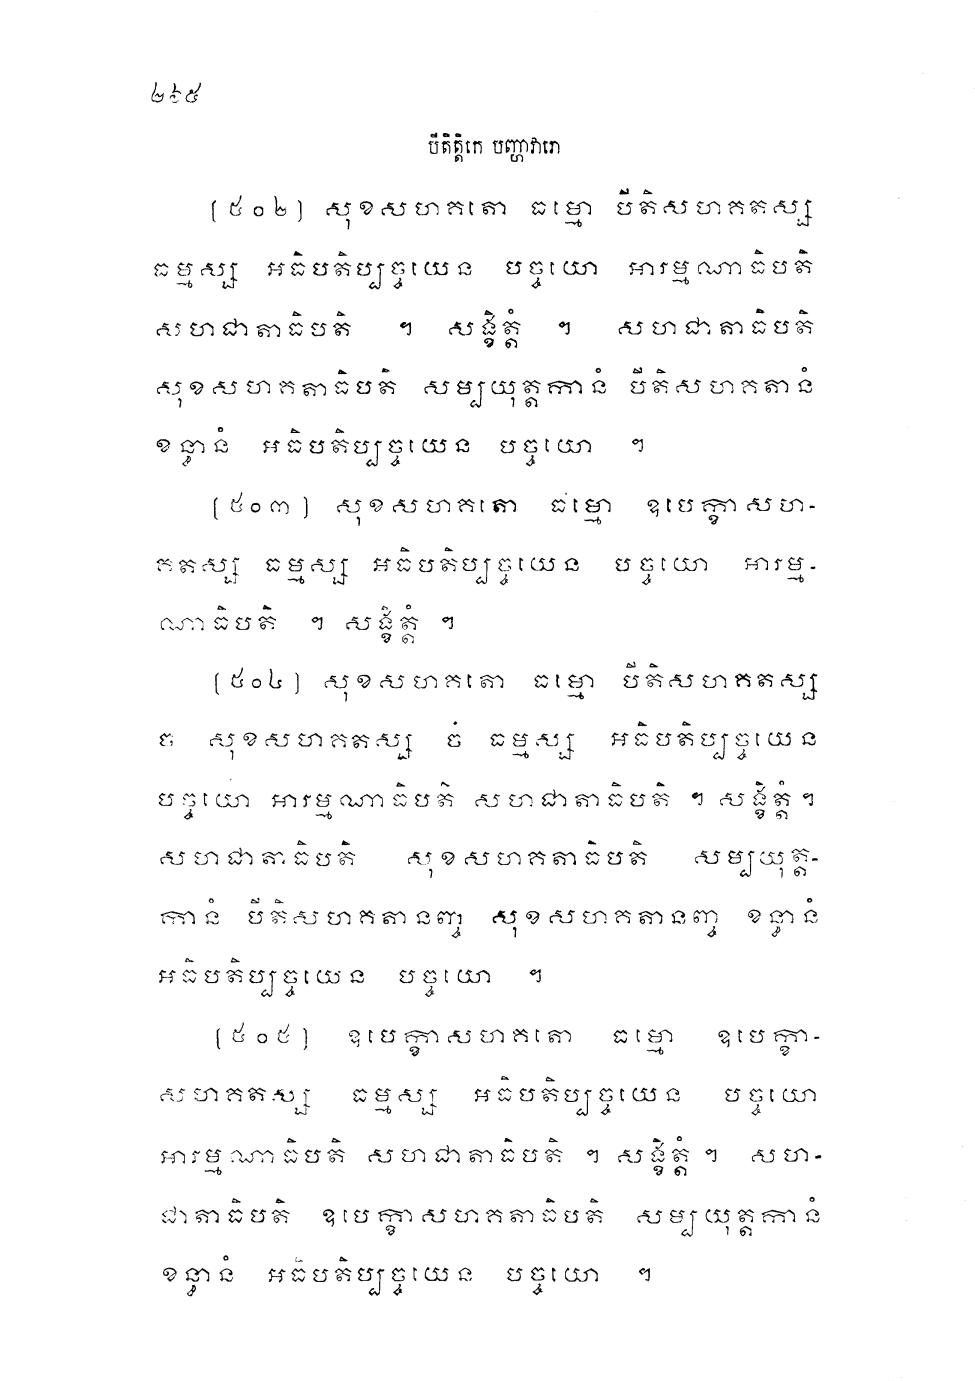 ២៦៥
បីតិត្តិកេ បញ្ហាវារោ
(៥០២) សុខសហគតោ ធម្មោ បីតិសហគតស្ស
ធម្មស្ស អធិបតិប្បច្ចយេន បច្ចយោ អារម្មណាធិបតិ
សហជាតាធិបតិ ។ សង្ខិត្តំ ។ សហជាតាធិបតិ
សុខសហគតាធិបតិ សម្បយុត្តកានំ បីតិសហគតានំ
ខន្ធានំ អធិបតិប្បច្ចយេន បច្ចយោ ។
(៥០៣) សុខសហគតោ ធម្មោ ឧបេក្ខាសហ-
គតស្ស ធម្មស្ស អធិបតិប្បច្ចយេន បច្ចយោ អារម្ម-
ណាធិបតិ ។ សង្ខិត្តំ ។
(៥០៤) សុខសហគតោ ធម្មោ បីតិសហគតស្ស
ច សុខសហគតស្ស ច ធម្មស្ស អធិបតិប្បច្ចយេន
បច្ចយោ អារម្មណាធិបតិ សហជាតាធិបតិ ។ សង្ខិត្តំ ។
សហជាតាធិបតិ សុខសហគតាធិបតិ សម្បយុត្ត-
កានំ បីតិសហគតានញ្ច សុខសហគតានញ្ច ខន្ធានំ
អធិបតិប្បច្ចយេន បច្ចយោ ។
(៥០៥) ឧបេក្ខាសហគតោ ធម្មោ ឧបេក្ខា-
សហគតស្ស ធម្មស្ស អធិបតិប្បច្ចយេន បច្ចយោ
អារម្មណាធិបតិ សហជាតាធិបតិ ។ សង្ខិត្តំ ។ សហ-
ជាតាធិបតិ ឧបេក្ខាសហគតាធិបតិ សម្បយុត្តកានំ
ខន្ធានំ អធិបតិប្បច្ចយេន បច្ចយោ ។